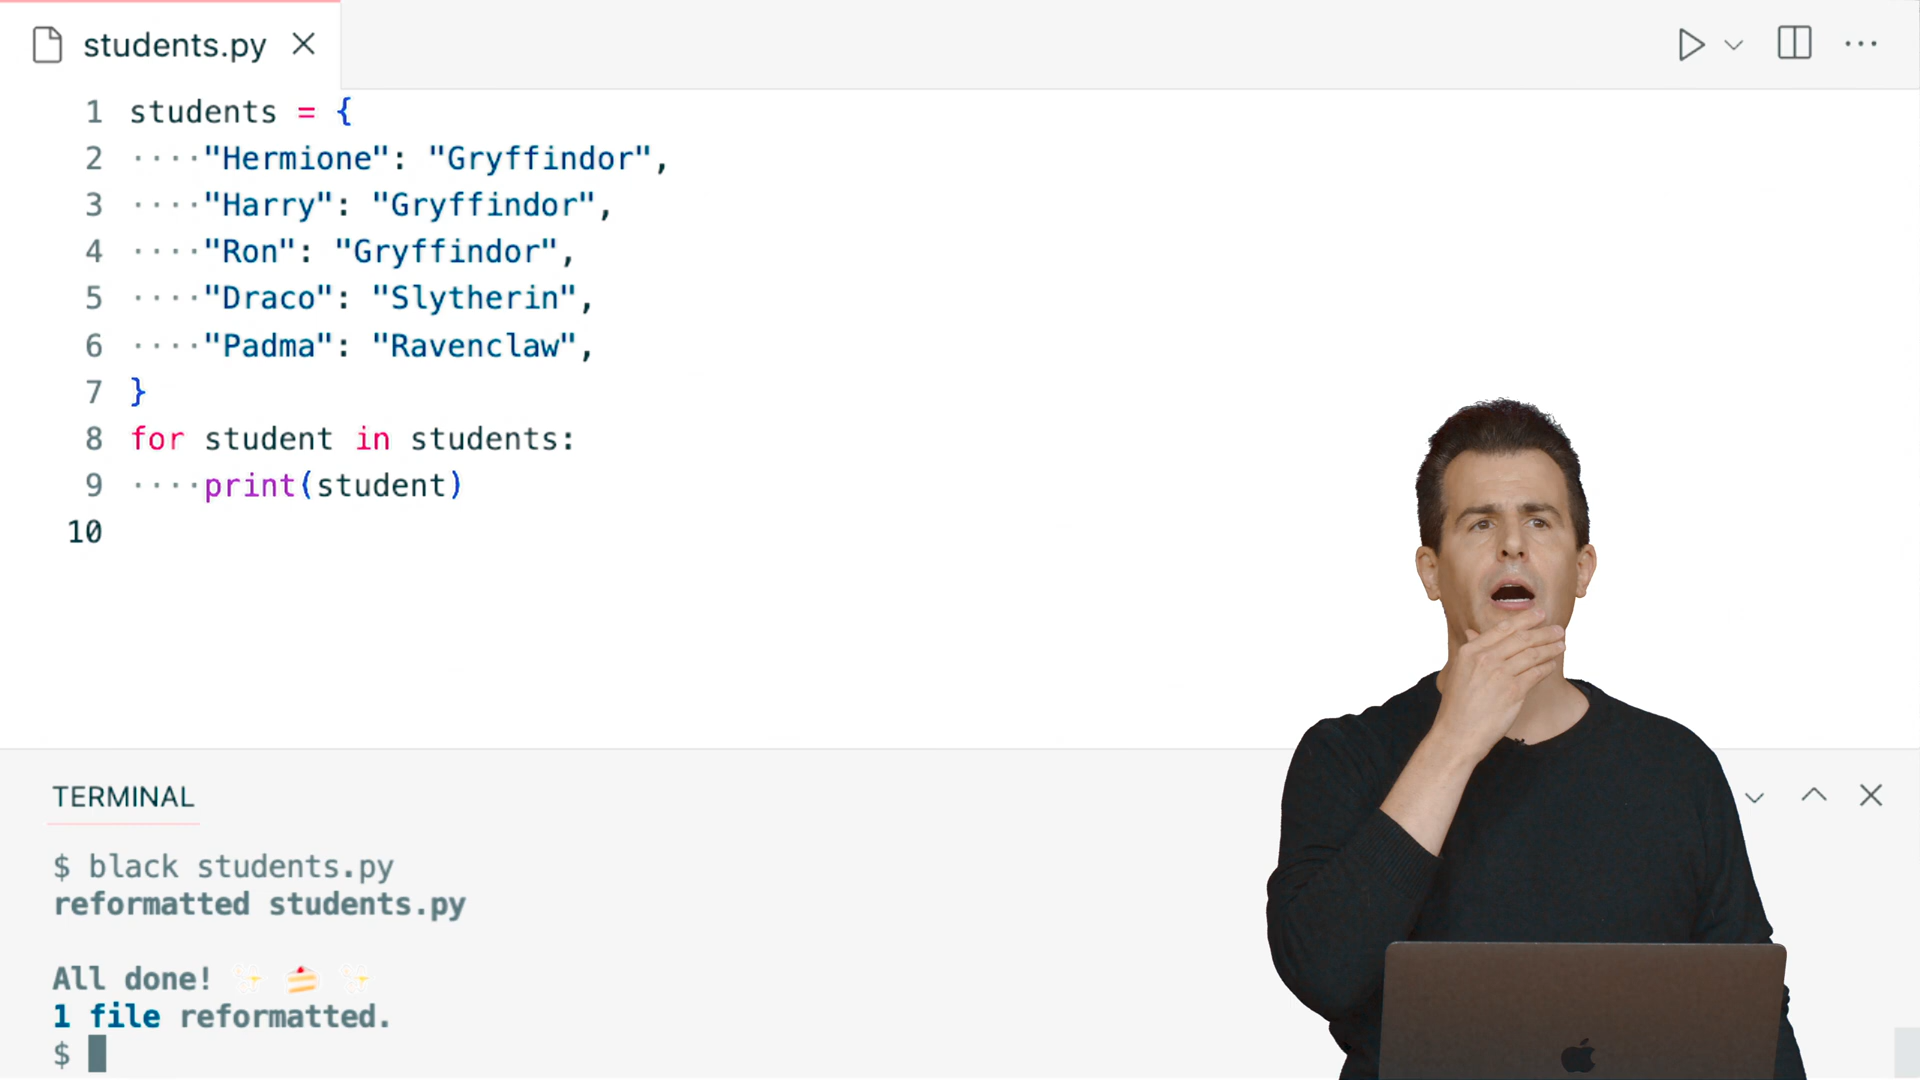 students.py
1 students = {
2 ····"Hermione": "Gryffindor",
3 ····"Harry": "Gryffindor",
4 ····"Ron": "Gryffindor",
5 ····"Draco": "Slytherin",
6 ····"Padma": "Ravenclaw",
7 }
8 for student in students:
9 ····print(student)
10
TERMINAL
$ black students.py
reformatted students.py
All done! ✨ 🍰 ✨
1 file reformatted.
$